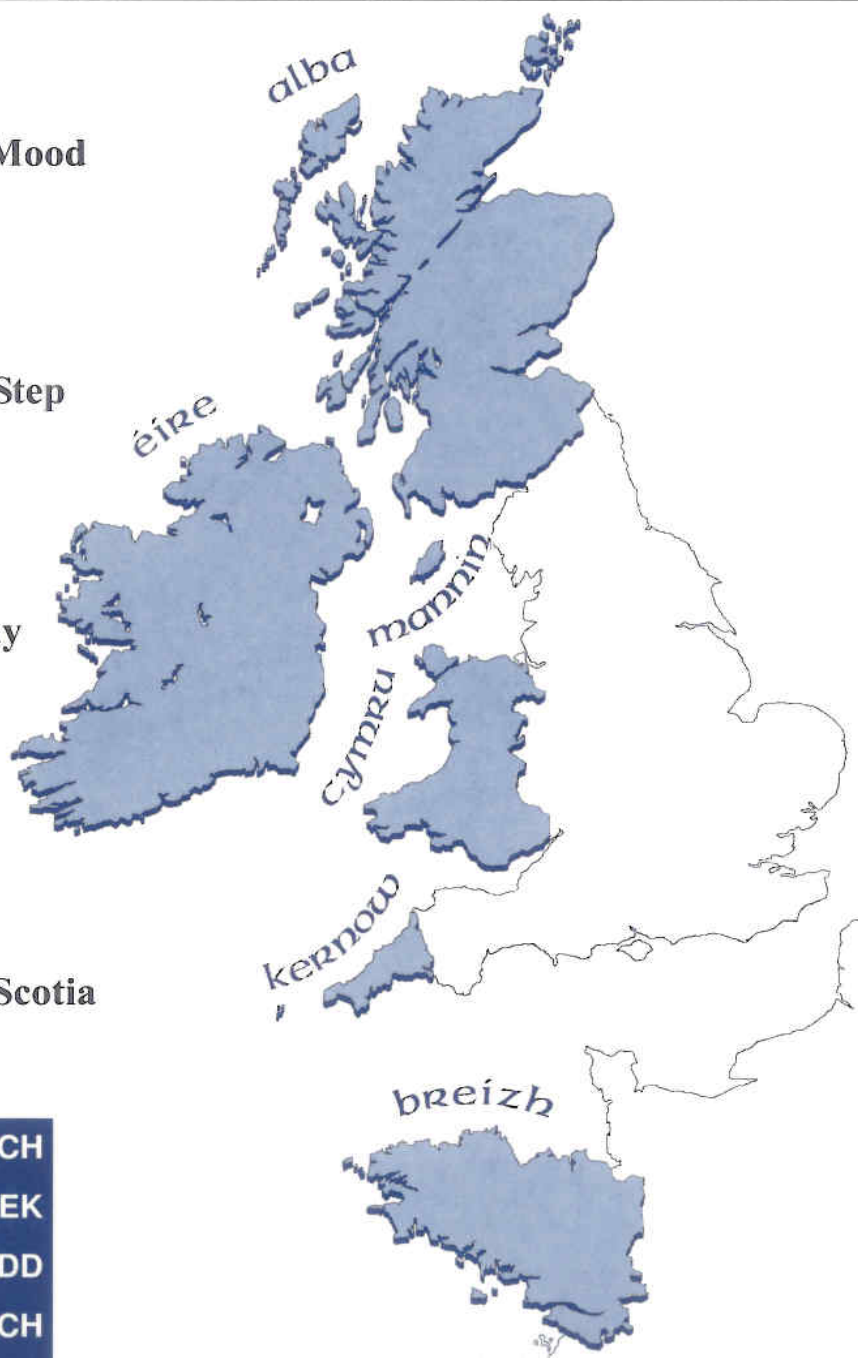 alba
Mood
Step
éire
mannin
y
cymru
kernow
Scotia
breizh
CH
EK
DD
CH